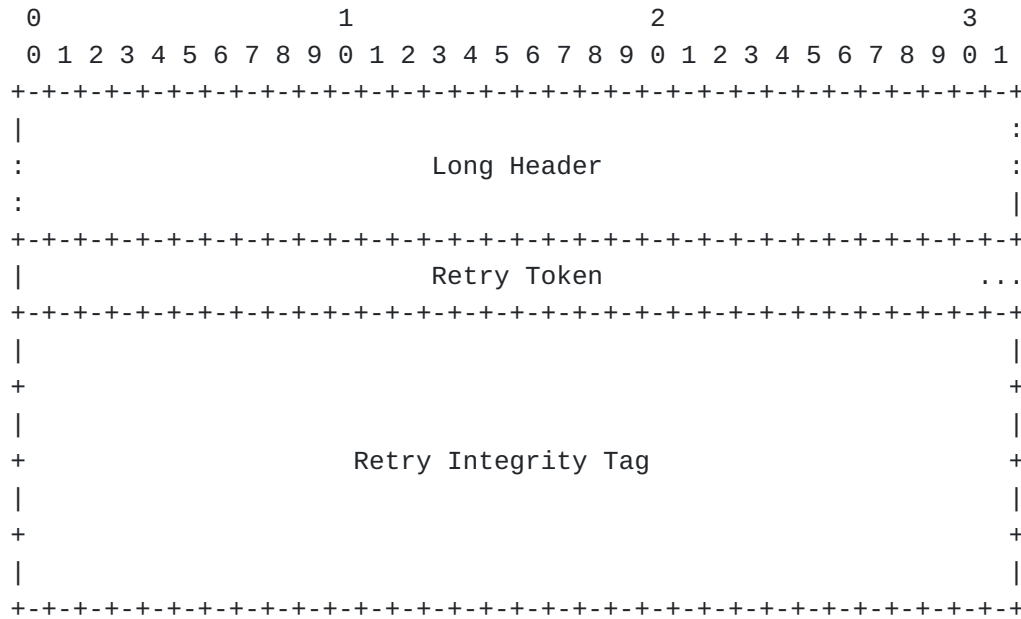 0                   1                   2                   3
 0 1 2 3 4 5 6 7 8 9 0 1 2 3 4 5 6 7 8 9 0 1 2 3 4 5 6 7 8 9 0 1
+-+-+-+-+-+-+-+-+-+-+-+-+-+-+-+-+-+-+-+-+-+-+-+-+-+-+-+-+-+-+-+-+
|                                                               :
:                          Long Header                          :
:                                                               |
+-+-+-+-+-+-+-+-+-+-+-+-+-+-+-+-+-+-+-+-+-+-+-+-+-+-+-+-+-+-+-+-+
|                          Retry Token                        ...
+-+-+-+-+-+-+-+-+-+-+-+-+-+-+-+-+-+-+-+-+-+-+-+-+-+-+-+-+-+-+-+-+
|                                                               |
+                                                               +
|                                                               |
+                     Retry Integrity Tag                       +
|                                                               |
+                                                               +
|                                                               |
+-+-+-+-+-+-+-+-+-+-+-+-+-+-+-+-+-+-+-+-+-+-+-+-+-+-+-+-+-+-+-+-+